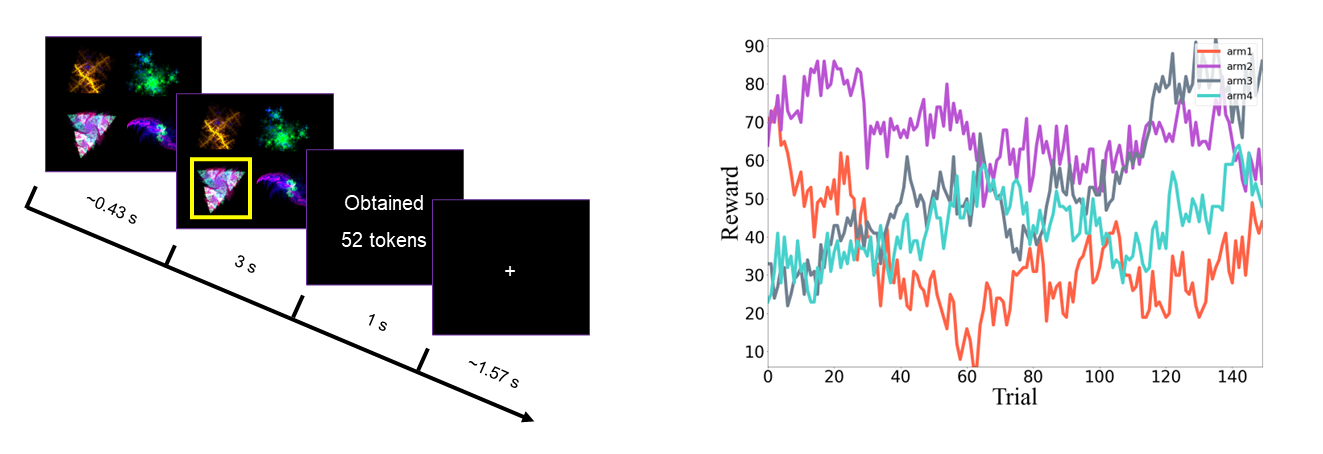 Obtained
52 tokens
+
~0.43 s
3 s
1 s
~1.57 s
Reward
90
80
70
60
50
40
30
20
10
0 20 40 60 80 100 120 140
Trial
arm1
arm2
arm3
arm4